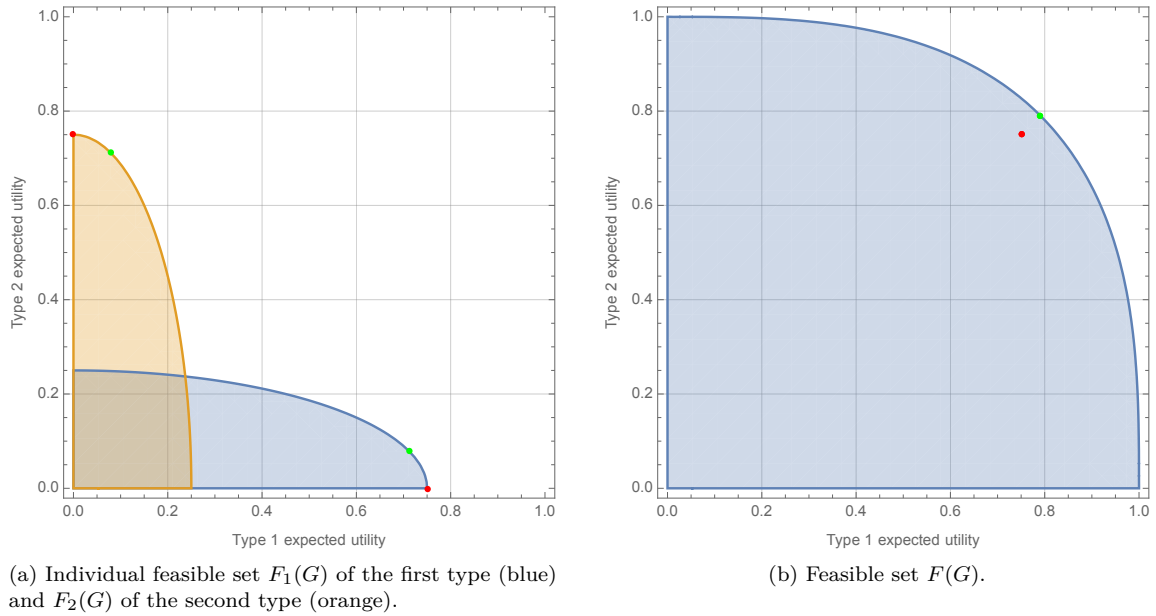 1.0
0.8
0.6
0.4
0.2
0.0
Type 2 expected utility
0.0 0.2 0.4 0.6 0.8 1.0
Type 1 expected utility
(a) Individual feasible set F₁(G) of the first type (blue)
and F₂(G) of the second type (orange).
1.0
0.8
0.6
0.4
0.2
0.0
Type 2 expected utility
0.0 0.2 0.4 0.6 0.8 1.0
Type 1 expected utility
(b) Feasible set F(G).